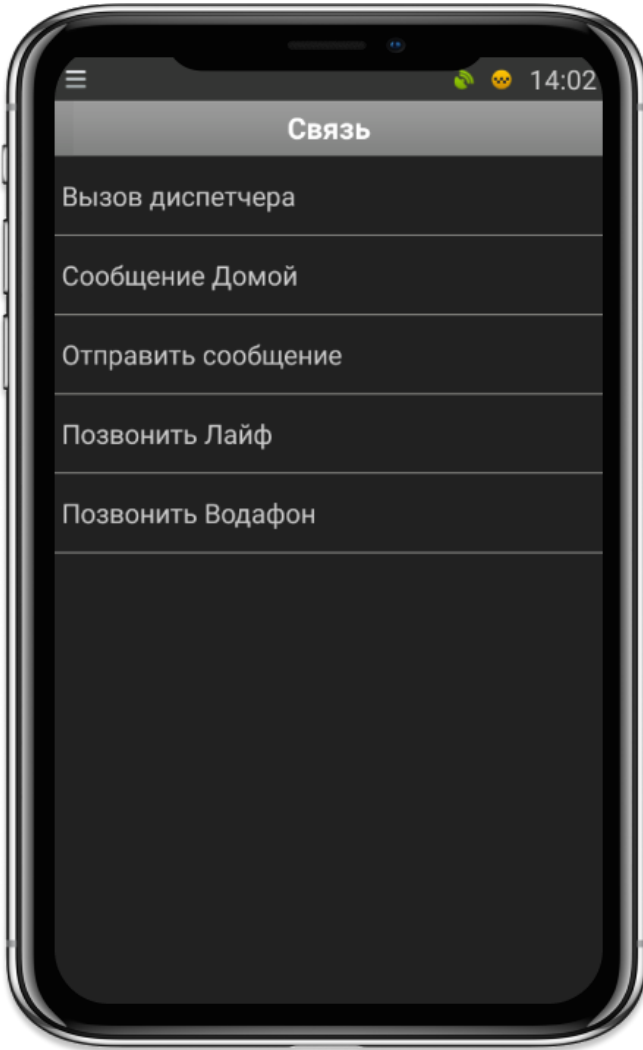 14:02
Связь
Вызов диспетчера
Сообщение Домой
Отправить сообщение
Позвонить Лайф
Позвонить Водафон